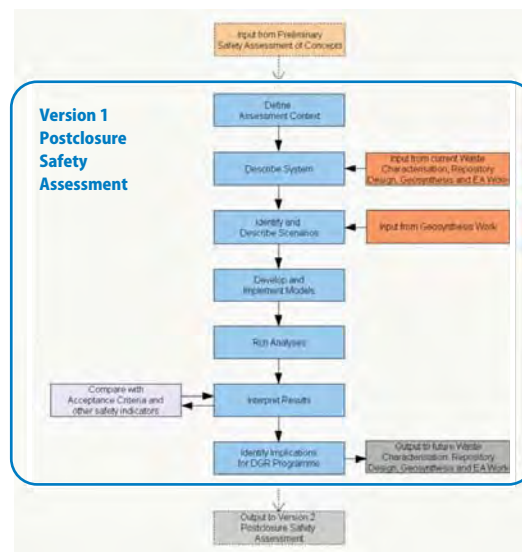 Input from Preliminary
Safety Assessment of Concepts
Version 1
Postclosure
Safety
Assessment
Define
Assessment Context
Describe System
Input from current Waste
Characterisation, Repository
Design, Geosynthesis and EA Work
Identify and
Describe Scenarios
Input from Geosynthesis Work
Develop and
Implement Models
Run Analyses
Compare with
Acceptance Criteria and
other safety indicators
Interpret Results
Identify Implications
for DGR Programme
Output to future Waste
Characterisation, Repository
Design, Geosynthesis and EA Work
Output to Version 2
Postclosure Safety
Assessment